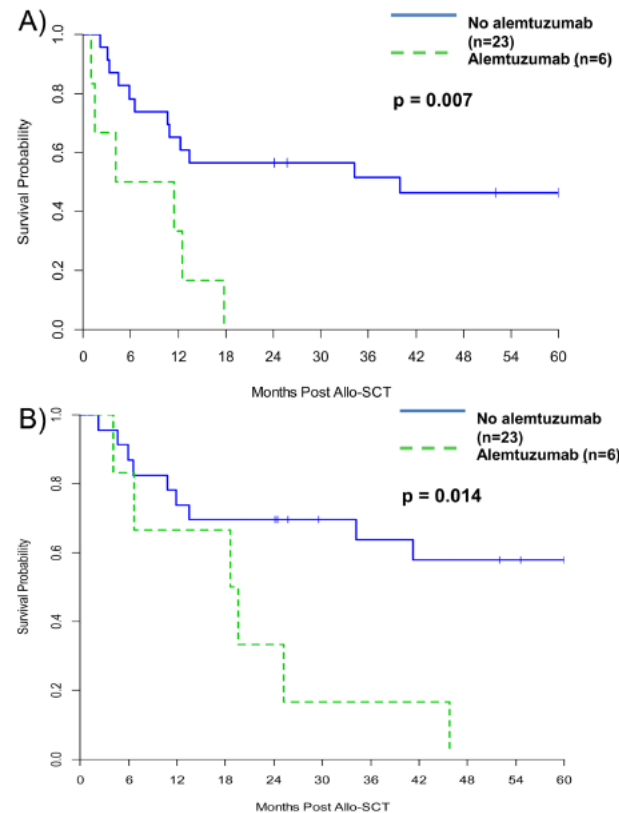 A)
No alemtuzumab
(n=23)
Alemtuzumab (n=6)
p = 0.007
Survival Probability
0.0 0.2 0.4 0.6 0.8 1.0
0 6 12 18 24 30 36 42 48 54 60
Months Post Allo-SCT
B)
No alemtuzumab
(n=23)
Alemtuzumab (n=6)
p = 0.014
Survival Probability
0.0 0.2 0.4 0.6 0.8 1.0
0 6 12 18 24 30 36 42 48 54 60
Months Post Allo-SCT